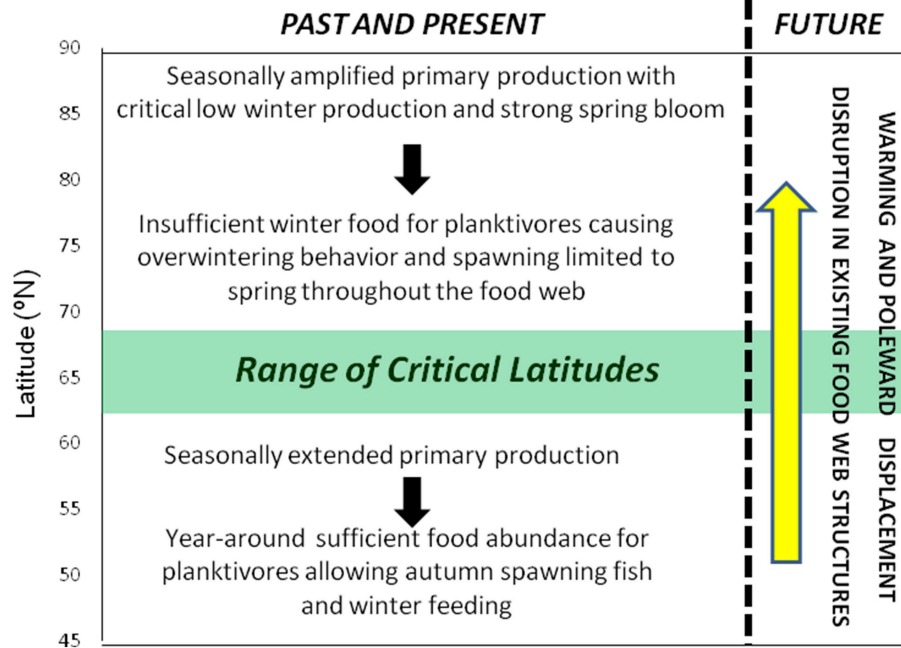 PAST AND PRESENT
FUTURE
90
85
80
75
70
65
60
55
50
45
Latitude (ºN)
Seasonally amplified primary production with
critical low winter production and strong spring bloom
Insufficient winter food for planktivores causing
overwintering behavior and spawning limited to
spring throughout the food web
Range of Critical Latitudes
Seasonally extended primary production
Year-around sufficient food abundance for
planktivores allowing autumn spawning fish
and winter feeding
DISRUPTION IN EXISTING FOOD WEB STRUCTURES
WARMING AND POLEWARD DISPLACEMENT